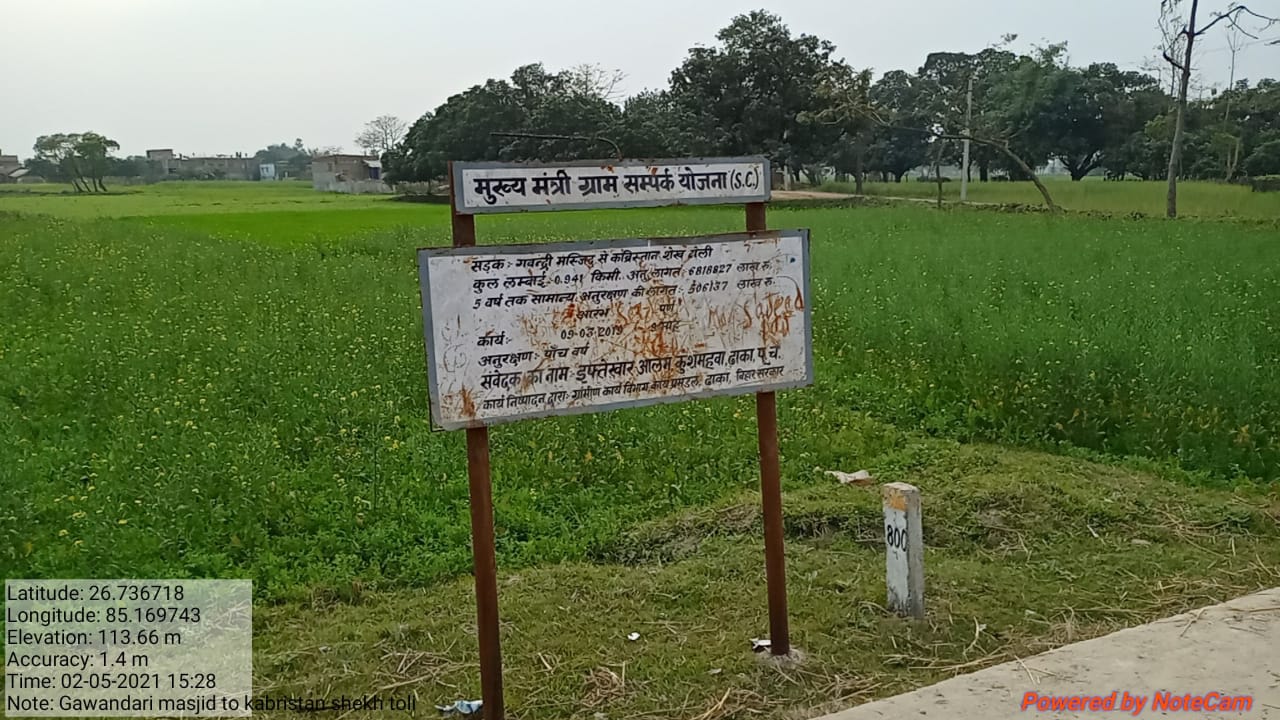 मुख्य मंत्री ग्राम सम्पर्क योजना (S.C.)
सड़क:- गवन्द्री मस्जिद से कब्रिस्तान शेख टोली
कुल लम्बाई:- 0.941 किमी. अनु. लागत: 6818827 लाख रु.
5 वर्ष तक सामान्य अनुरक्षण की लागत: 506137 लाख रु.
आरंभ पूर्ण
कार्य:- 09-03-2019
अनुरक्षण:- पाँच वर्ष
संवेदक का नाम- इफ्तेखार आलम, कुशमहवा, ढाका, पू. च.
कार्य निष्पादन द्वारा:- ग्रामीण कार्य विभाग, कार्य प्रमंडल, ढाका, बिहार सरकार
800
Latitude: 26.736718
Longitude: 85.169743
Elevation: 113.66 m
Accuracy: 1.4 m
Time: 02-05-2021 15:28
Note: Gawandari masjid to kabristan shekh toli
Powered by NoteCam